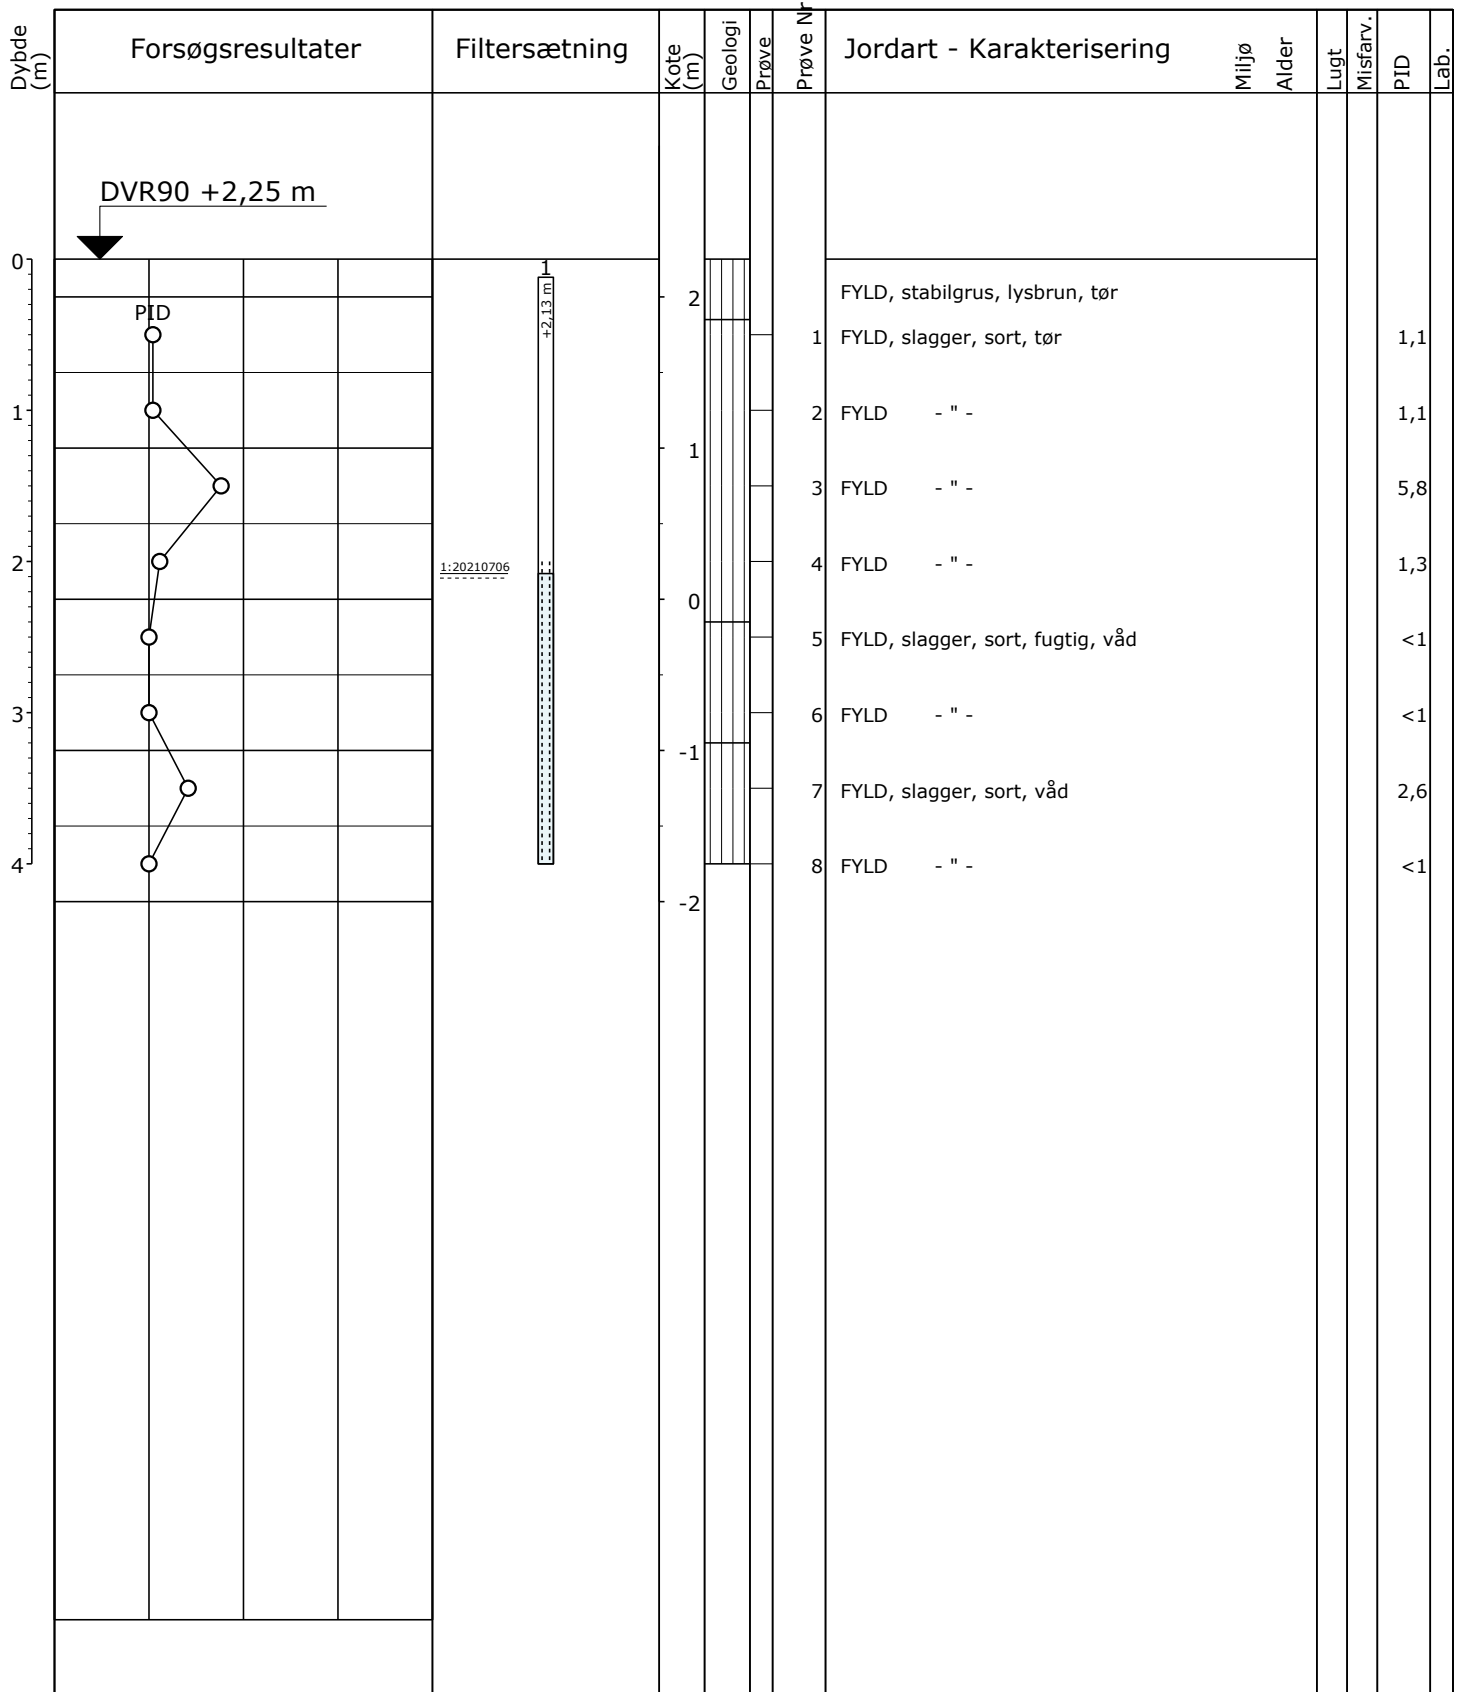 Dybde (m)
Forsøgsresultater
Filtersætning
Kote (m)
Geologi
Prøve
Prøve Nr
Jordart - Karakterisering
Miljø
Alder
Lugt
Misfarv.
PID
Lab.
DVR90 +2,25 m
0
1
+2,13 m
2
FYLD, stabilgrus, lysbrun, tør
PID
1 FYLD, slagger, sort, tør 1,1
1
2 FYLD - " - 1,1
1
3 FYLD - " - 5,8
2
1:20210706
4 FYLD - " - 1,3
0
5 FYLD, slagger, sort, fugtig, våd <1
3
6 FYLD - " - <1
-1
7 FYLD, slagger, sort, våd 2,6
4
8 FYLD - " - <1
-2